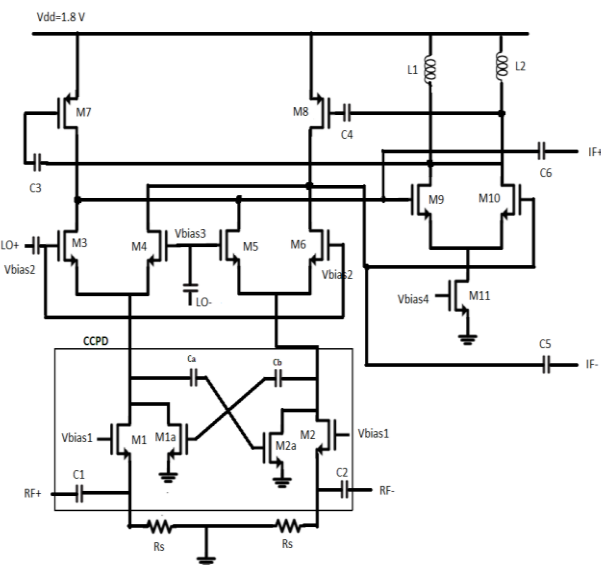 Vdd=1.8 V
L1
L2
M7
M8
C4
C3
C6
IF+
M9
M10
LO+
M3
M4
Vbias3
M5
M6
Vbias2
Vbias2
LO-
Vbias4
M11
CCPD
Ca
Cb
C5
IF-
Vbias1
M1
M1a
M2a
M2
Vbias1
C1
C2
RF+
RF-
Rs
Rs